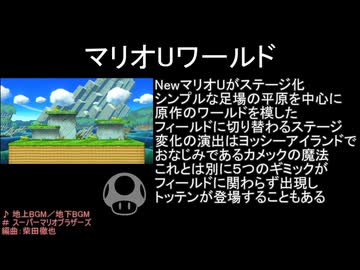 マリオUワールド
NewマリオUがステージ化
シンプルな足場の平原を中心に
原作のワールドを模した
フィールドに切り替わるステージ
変化の演出はヨッシーアイランドで
おなじみであるカメックの魔法
これとは別に5つのギミックが
フィールドに関わらず出現し
トッテンが登場することもある
♪ 地上BGM／地下BGM
# スーパーマリオブラザーズ
編曲：柴田徹也